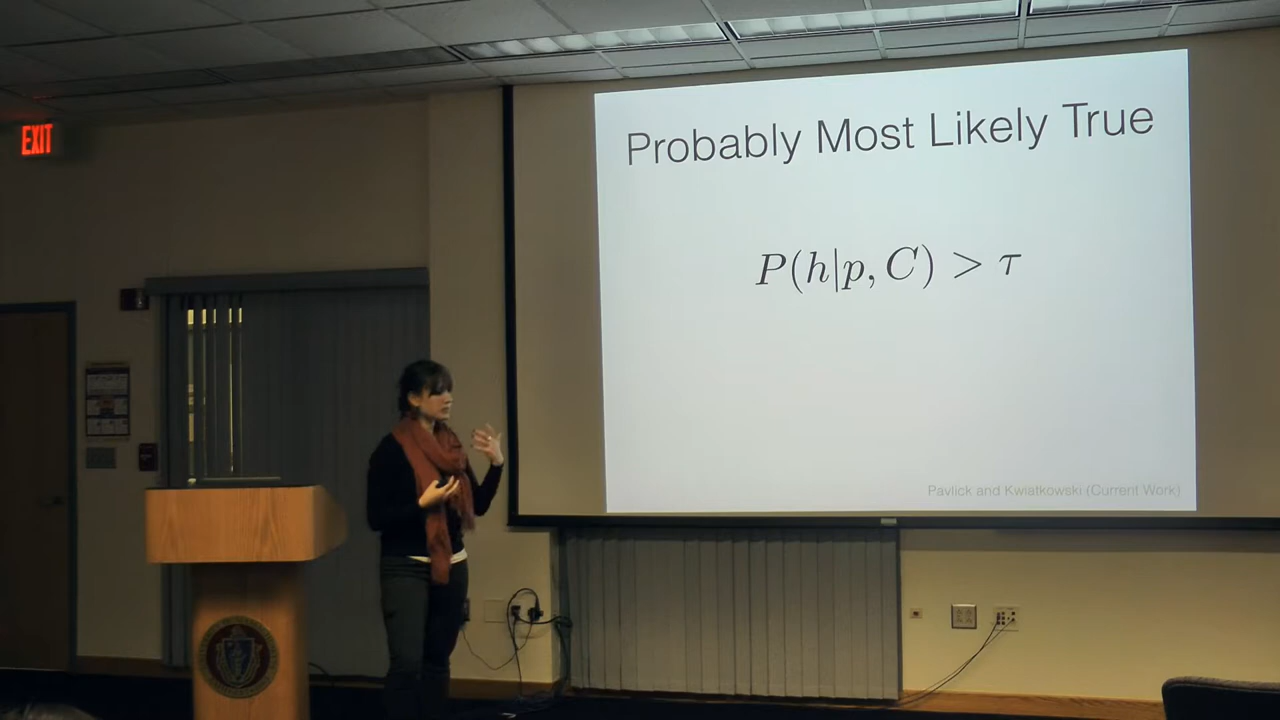 EXIT
Probably Most Likely True
P(h|p, C) > τ
Pavlick and Kwiatkowski (Current Work)